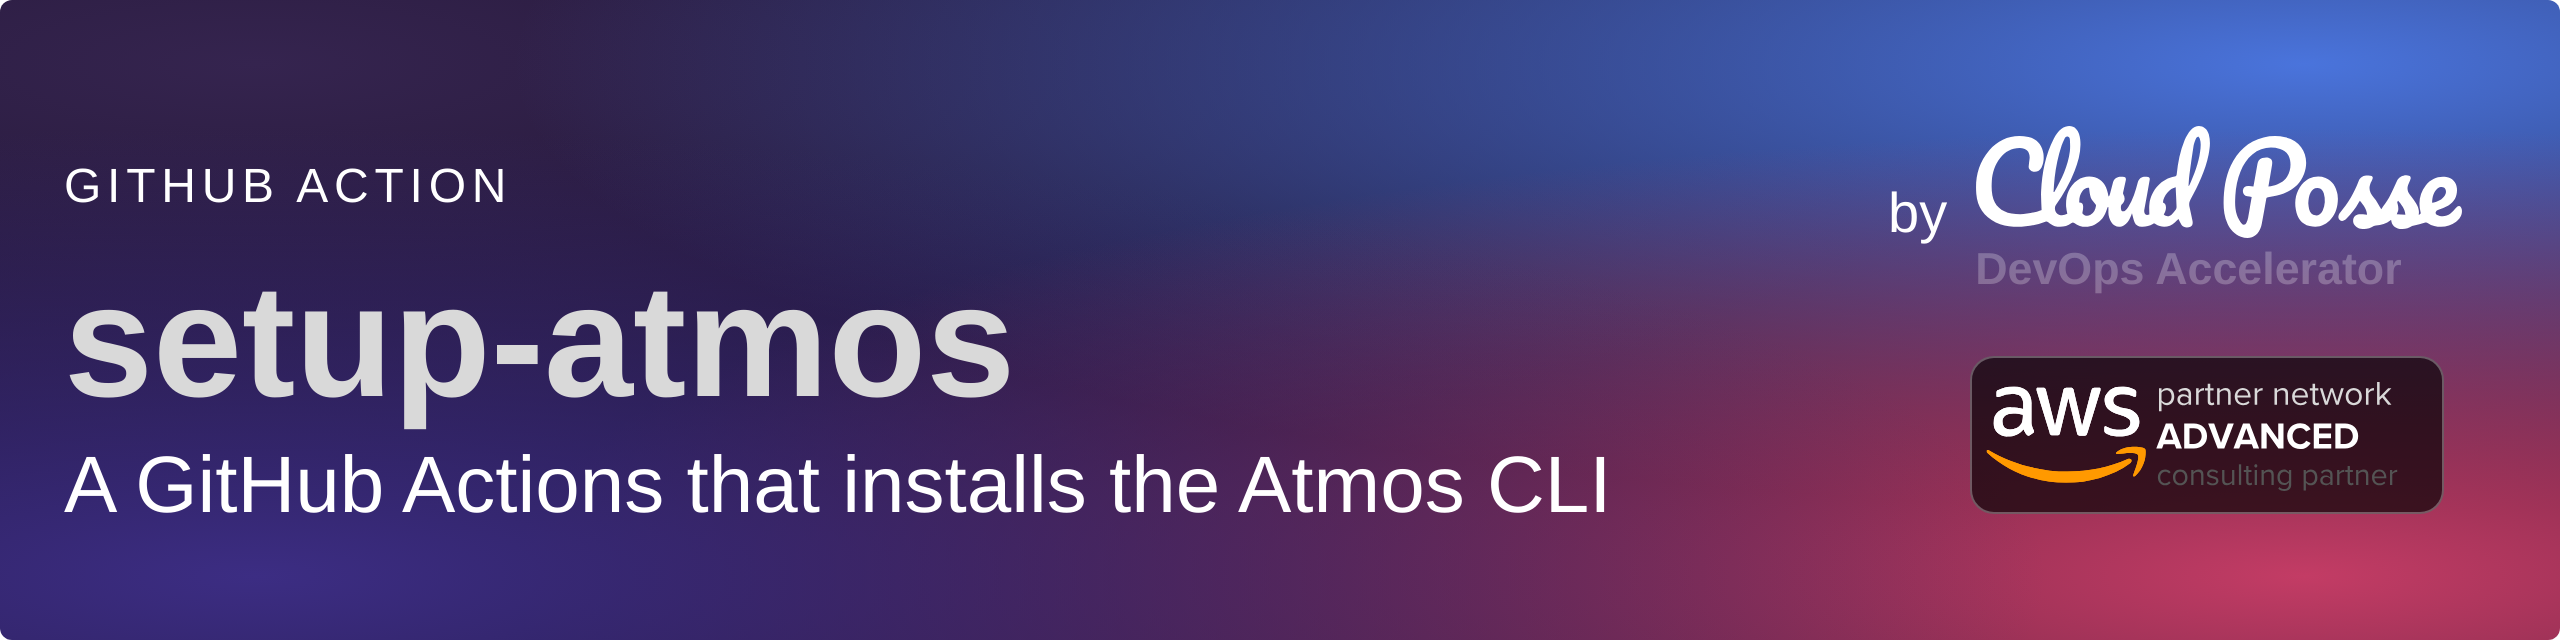 GITHUB ACTION
setup-atmos
A GitHub Actions that installs the Atmos CLI
by Cloud Posse
DevOps Accelerator
aws partner network
ADVANCED
consulting partner